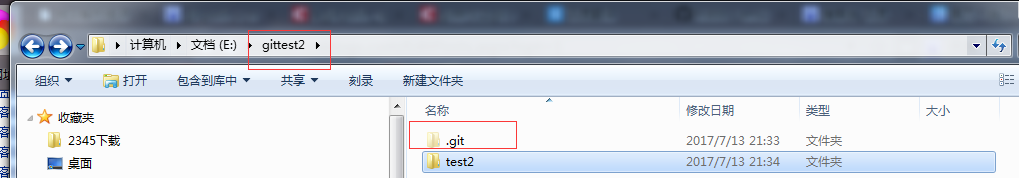 计算机 文档 (E:) gittest2
组织 打开 包含到库中 共享 刻录 新建文件夹
名称 修改日期 类型 大小
收藏夹
2345下载
桌面
.git 2017/7/13 21:33 文件夹
test2 2017/7/13 21:34 文件夹